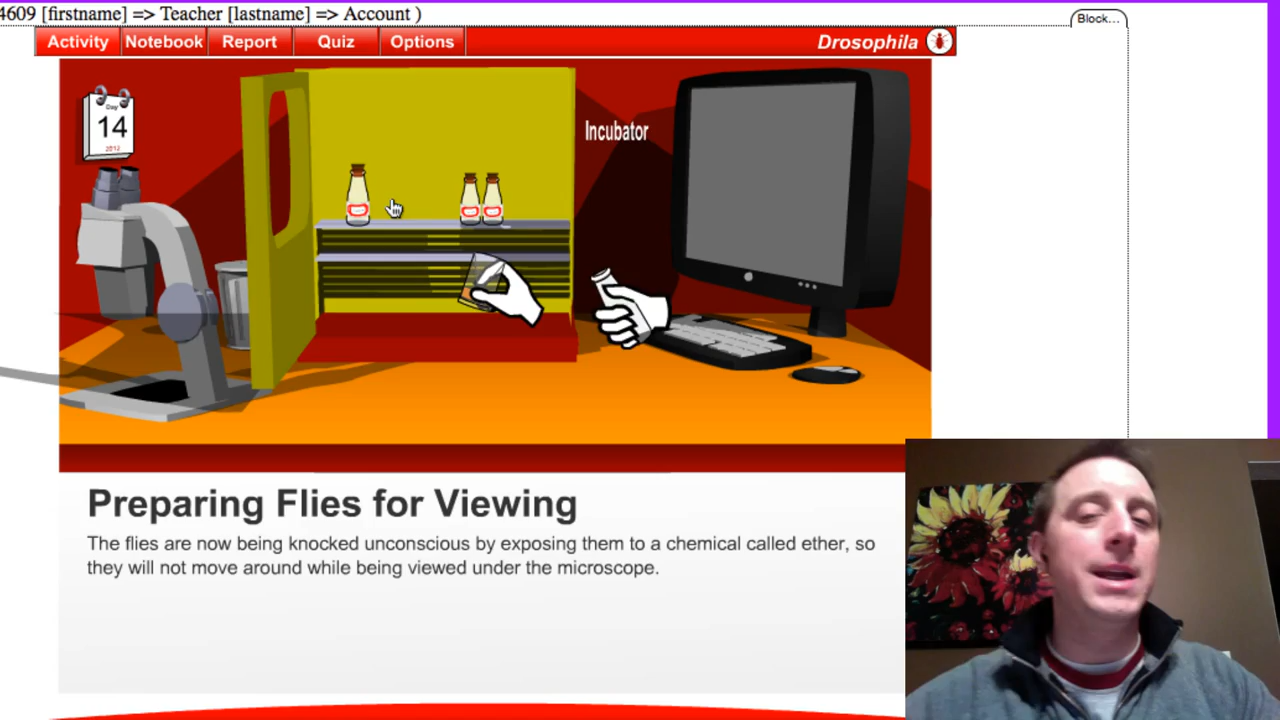 4609 [firstname] => Teacher [lastname] => Account )
Block...
Activity Notebook Report Quiz Options Drosophila
Day
14
2012
Incubator
Preparing Flies for Viewing
The flies are now being knocked unconscious by exposing them to a chemical called ether, so
they will not move around while being viewed under the microscope.